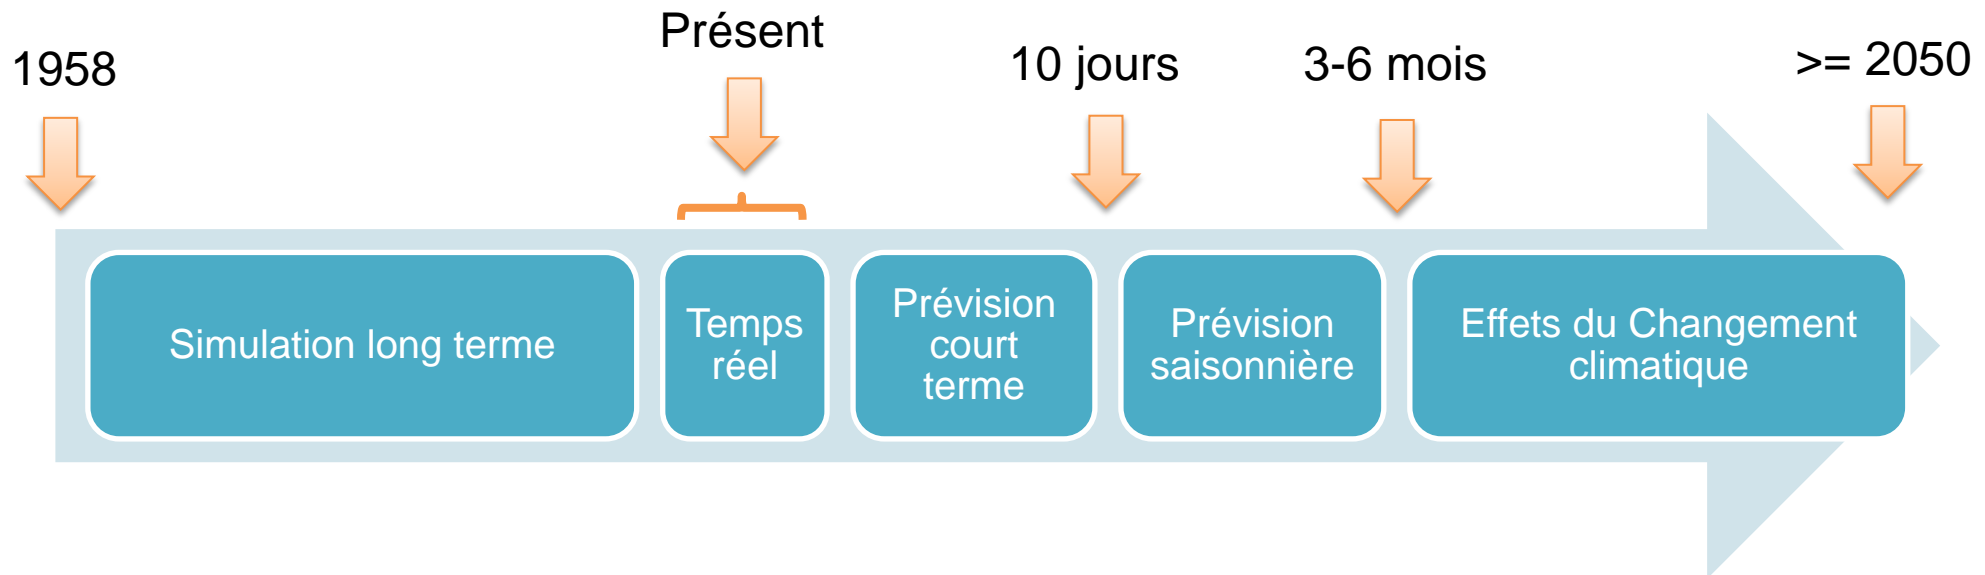 1958
Présent
10 jours
3-6 mois
>= 2050
Simulation long terme
Temps
réel
Prévision
court
terme
Prévision
saisonnière
Effets du Changement
climatique